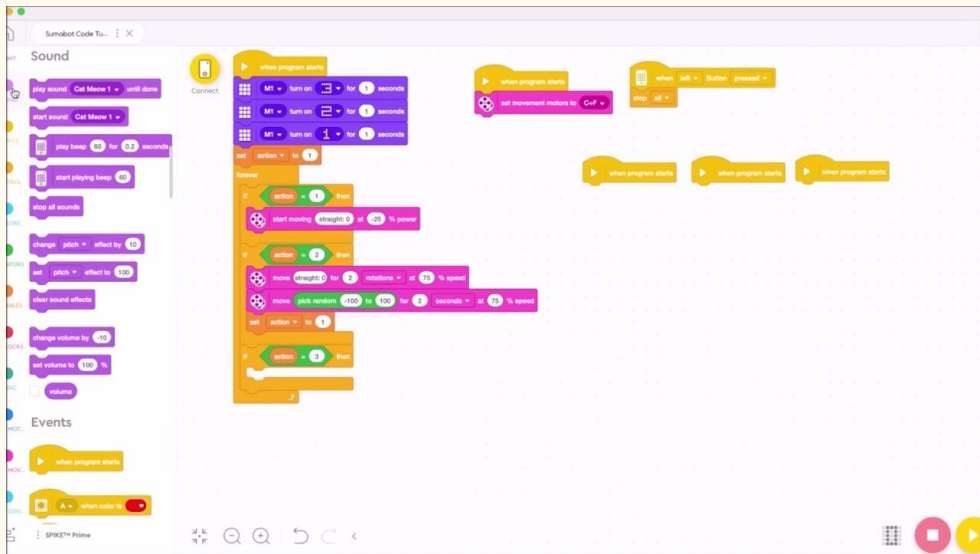 Sumobot Code Tu...
Sound
play sound Cat Meow 1 until done
start sound Cat Meow 1
play beep 60 for 0.2 seconds
start playing beep 60
stop all sounds
change pitch effect by 10
set pitch effect to 100
clear sound effects
change volume by -10
set volume to 100 %
volume
Events
when program starts
A when color is
SPIKE™ Prime
Connect
when program starts
M1 turn on 3 for 1 seconds
M1 turn on 2 for 1 seconds
M1 turn on 1 for 1 seconds
set action to 1
forever
if action = 1 then
start moving straight: 0 at -25 % power
if action = 2 then
move straight: 0 for 2 rotations at 75 % speed
move pick random -100 to 100 for 2 seconds at 75 % speed
set action to 1
if action = 3 then
when program starts
set movement motors to C+F
when left Button pressed
stop all
when program starts
when program starts
when program starts